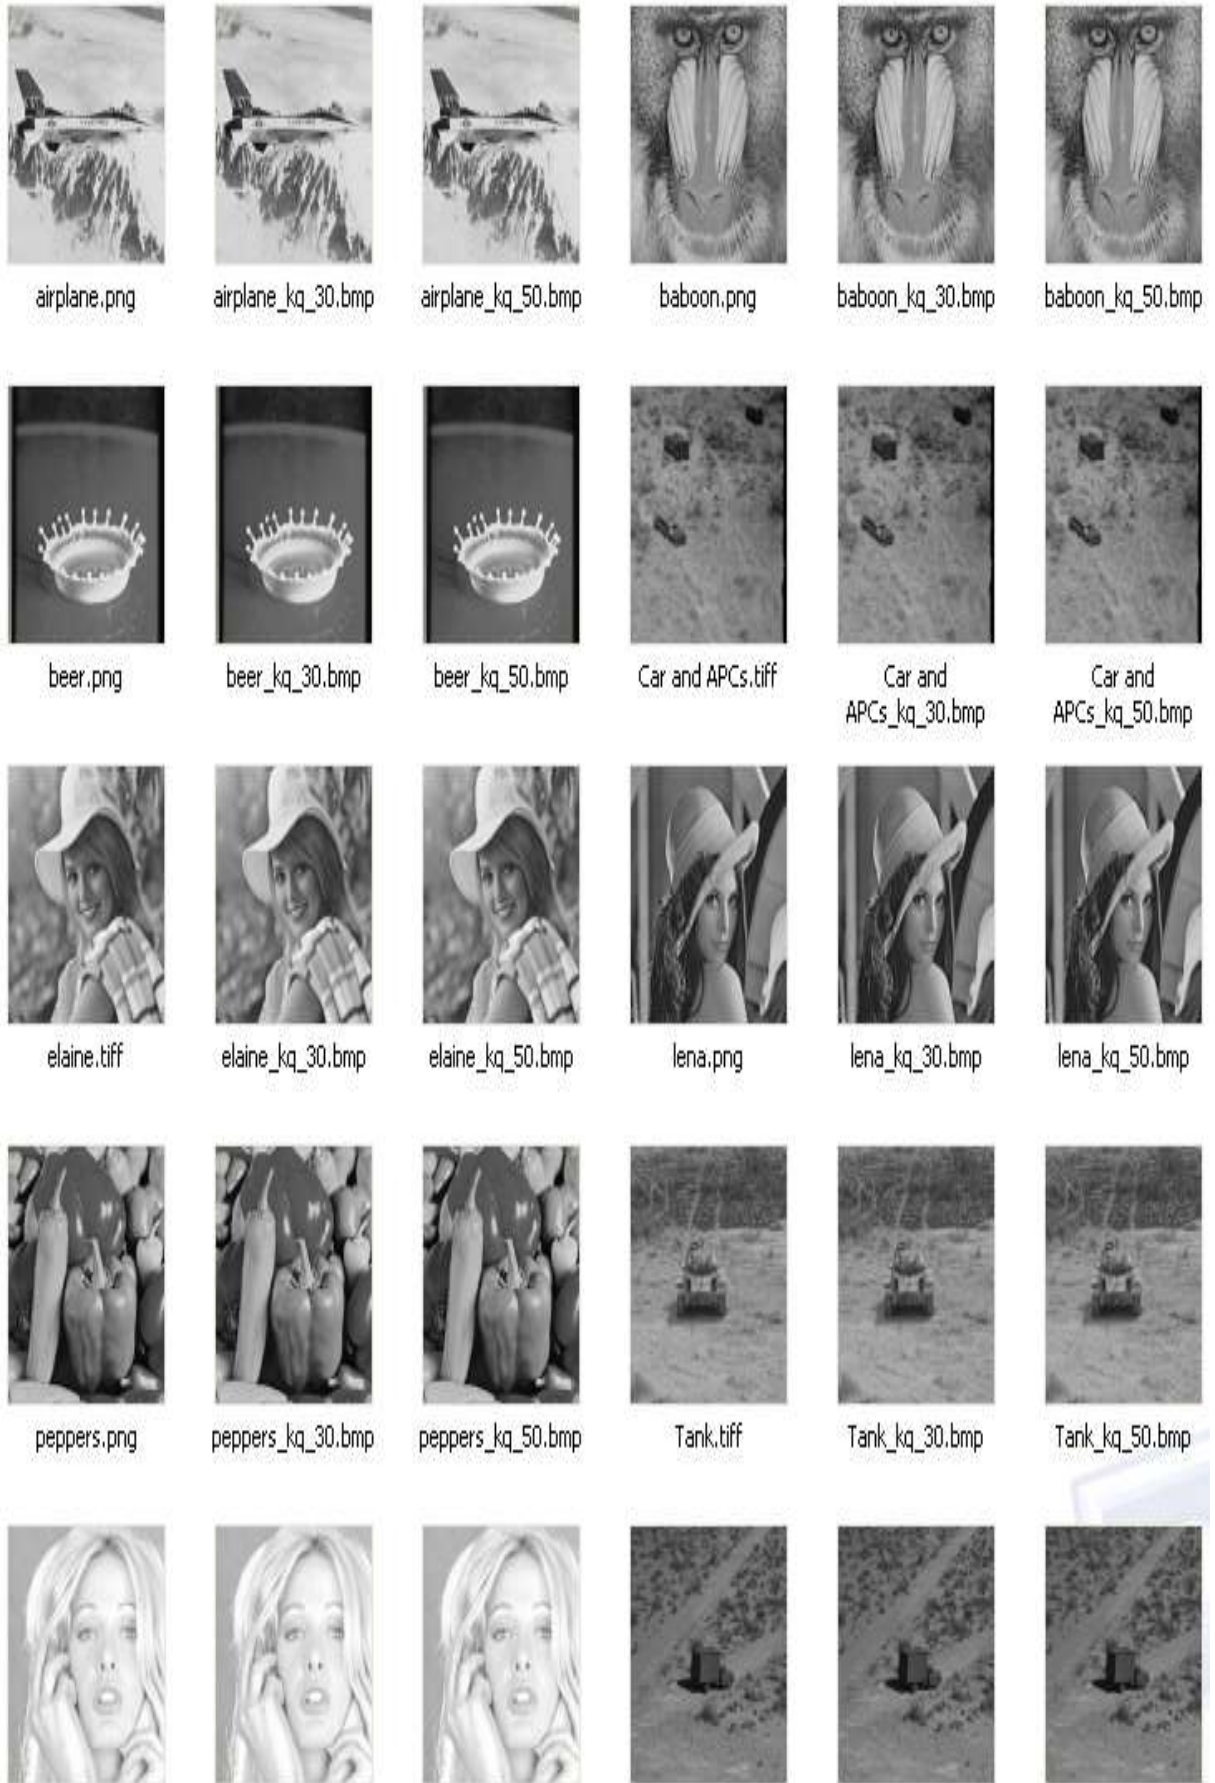 airplane.png
airplane_kq_30.bmp
airplane_kq_50.bmp
baboon.png
baboon_kq_30.bmp
baboon_kq_50.bmp
beer.png
beer_kq_30.bmp
beer_kq_50.bmp
Car and APCs.tiff
Car and
APCs_kq_30.bmp
Car and
APCs_kq_50.bmp
elaine.tiff
elaine_kq_30.bmp
elaine_kq_50.bmp
lena.png
lena_kq_30.bmp
lena_kq_50.bmp
peppers.png
peppers_kq_30.bmp
peppers_kq_50.bmp
Tank.tiff
Tank_kq_30.bmp
Tank_kq_50.bmp